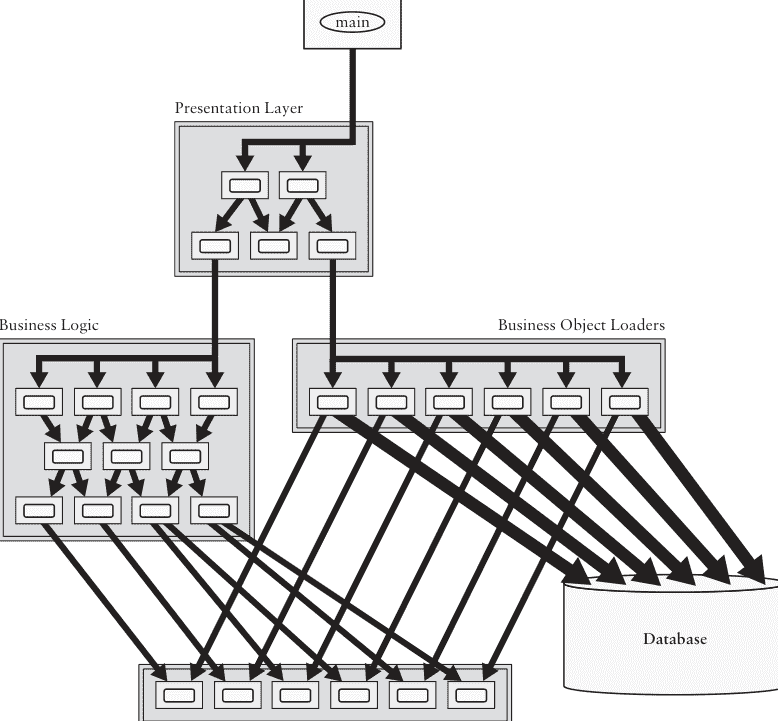 main
Presentation Layer
Business Logic
Business Object Loaders
Database